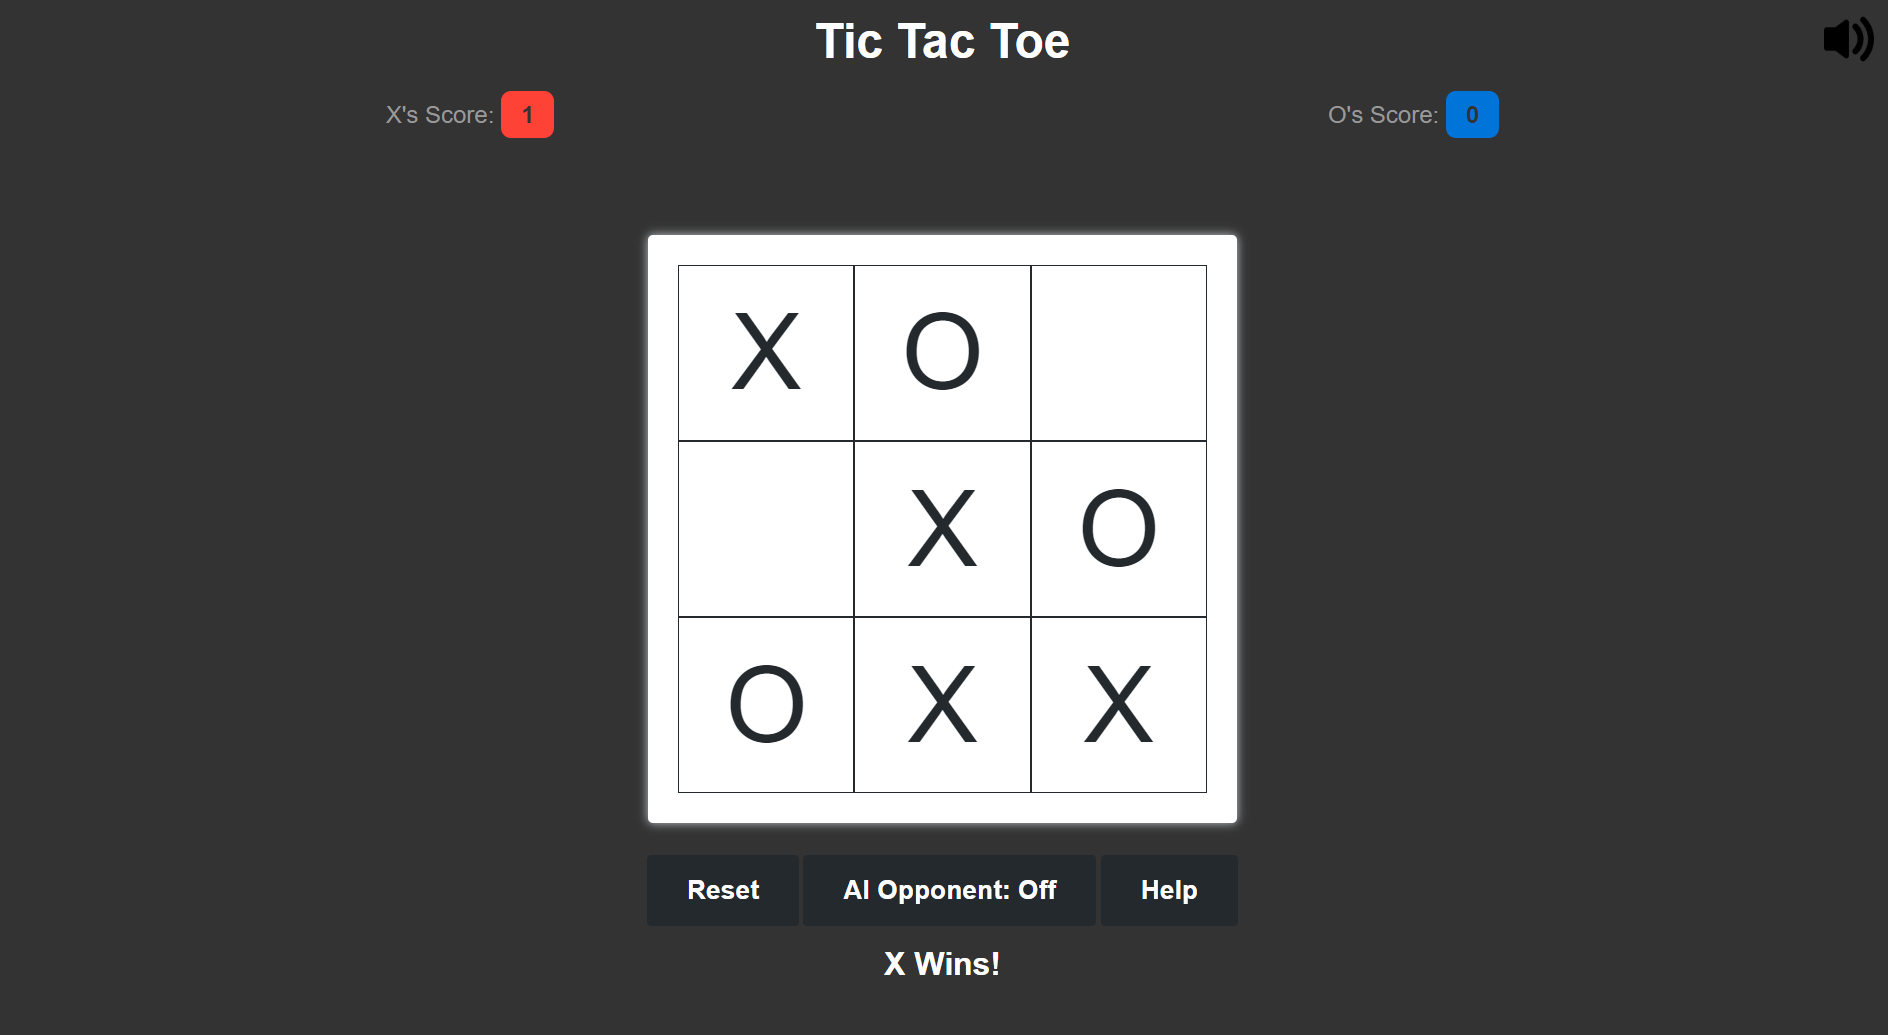 Tic Tac Toe
X's Score: 1
O's Score: 0
X O
X O
O X X
Reset
AI Opponent: Off
Help
X Wins!